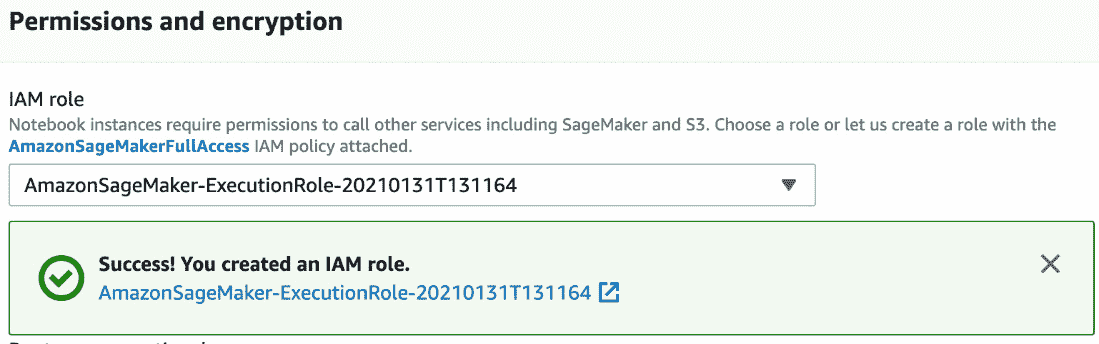 Permissions and encryption
IAM role
Notebook instances require permissions to call other services including SageMaker and S3. Choose a role or let us create a role with the
AmazonSageMakerFullAccess IAM policy attached.
AmazonSageMaker-ExecutionRole-20210131T131164
Success! You created an IAM role.
AmazonSageMaker-ExecutionRole-20210131T131164